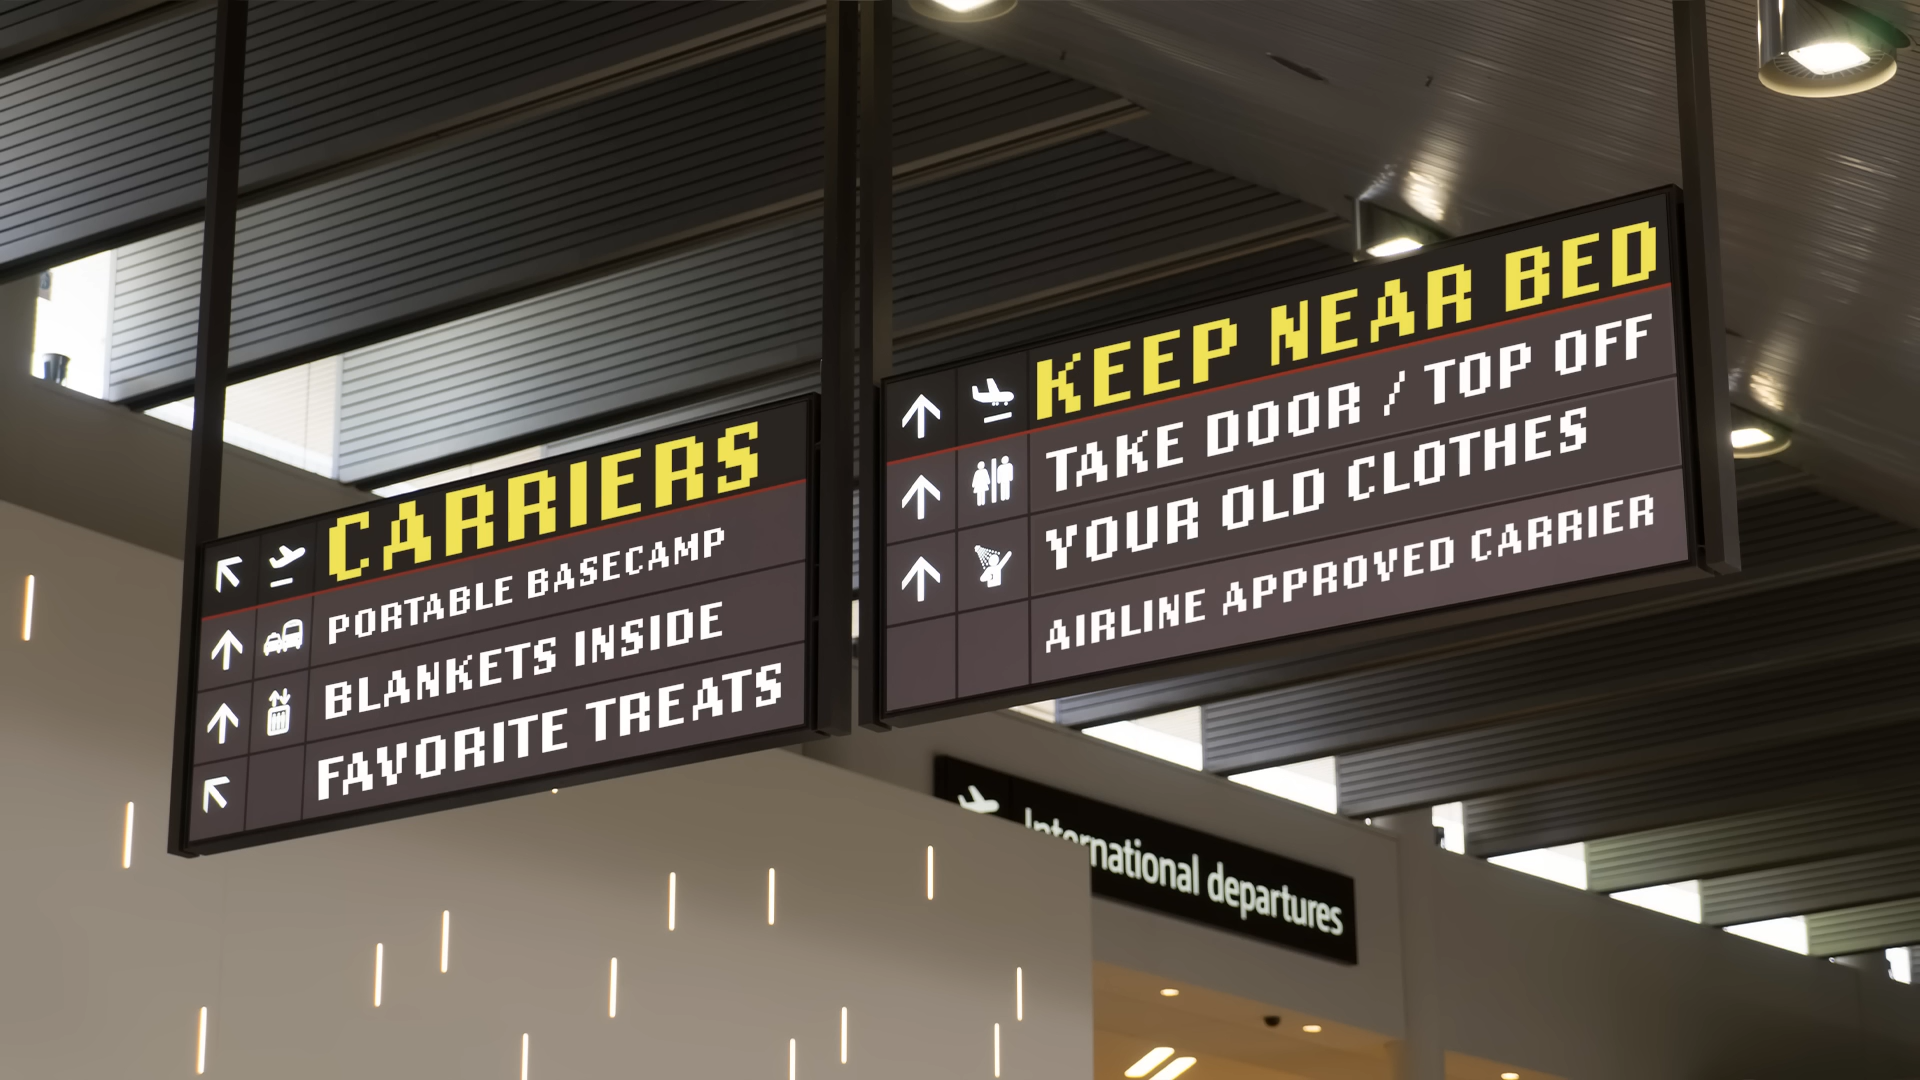 CARRIERS
PORTABLE BASECAMP
BLANKETS INSIDE
FAVORITE TREATS
KEEP NEAR BED
TAKE DOOR / TOP OFF
YOUR OLD CLOTHES
AIRLINE APPROVED CARRIER
International departures